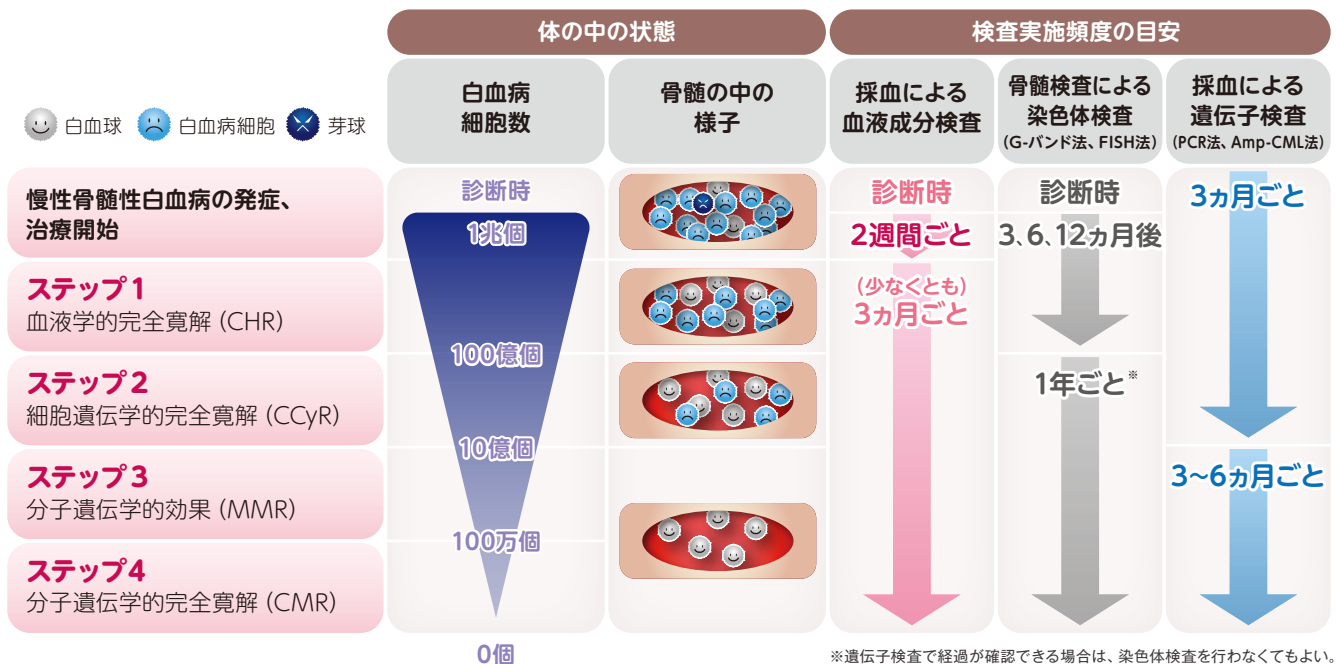 体の中の状態
検査実施頻度の目安
白血球
白血病細胞
芽球
白血病
細胞数
骨髄の中の
様子
採血による
血液成分検査
骨髄検査による
染色体検査
(G-バンド法、FISH法)
採血による
遺伝子検査
(PCR法、Amp-CML法)
慢性骨髄性白血病の発症、
治療開始
診断時
1兆個
診断時
2週間ごと
診断時
3、6、12ヵ月後
3ヵ月ごと
ステップ1
血液学的完全寛解(CHR)
(少なくとも)
3ヵ月ごと
100億個
ステップ2
細胞遺伝学的完全寛解(CCyR)
1年ごと※
10億個
ステップ3
分子遺伝学的効果(MMR)
3~6ヵ月ごと
100万個
ステップ4
分子遺伝学的完全寛解(CMR)
0個
※遺伝子検査で経過が確認できる場合は、染色体検査を行わなくてもよい。